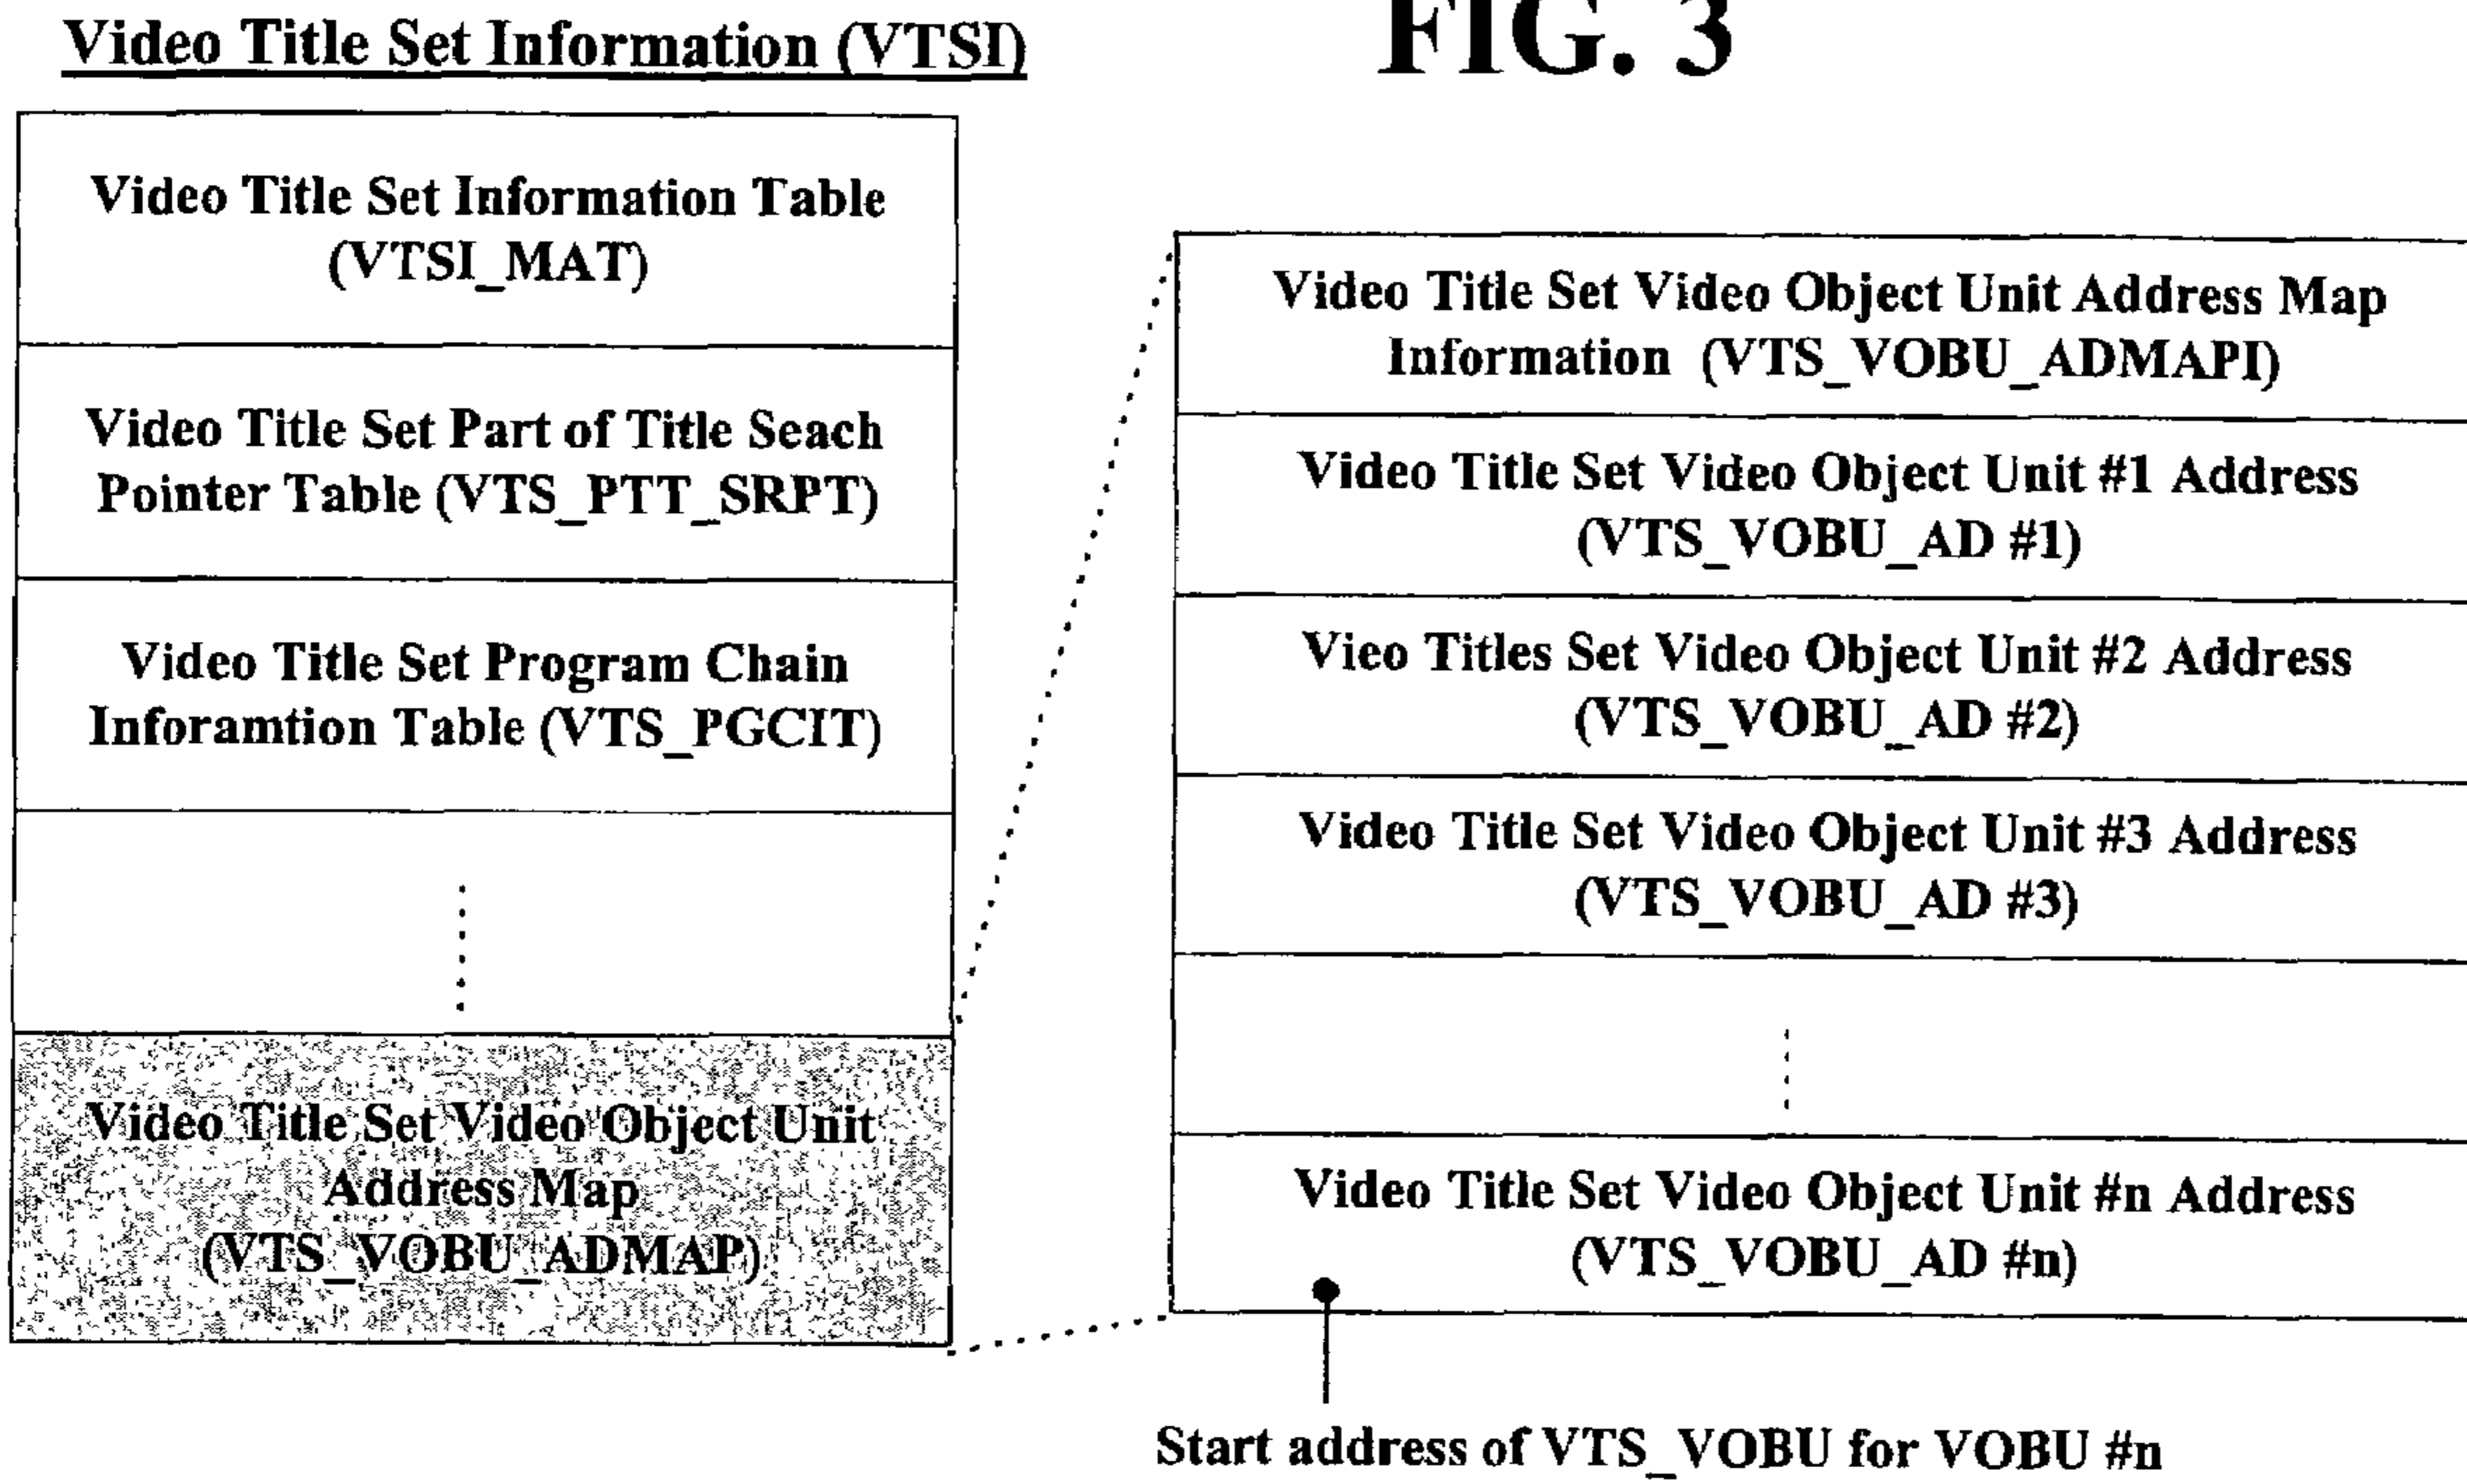 Video Title Set Information (VTSI)
FIG. 3
Video Title Set Information Table
(VTSI_MAT)
Video Title Set Part of Title Seach
Pointer Table (VTS_PTT_SRPT)
Video Title Set Program Chain
Inforamtion Table (VTS_PGCIT)
Video Title Set Video Object Unit
Address Map
(VTS_VOBU_ADMAP)
Video Title Set Video Object Unit Address Map
Information (VTS_VOBU_ADMAPI)
Video Title Set Video Object Unit #1 Address
(VTS_VOBU_AD #1)
Vieo Titles Set Video Object Unit #2 Address
(VTS_VOBU_AD #2)
Video Title Set Video Object Unit #3 Address
(VTS_VOBU_AD #3)
Video Title Set Video Object Unit #n Address
(VTS_VOBU_AD #n)
Start address of VTS_VOBU for VOBU #n